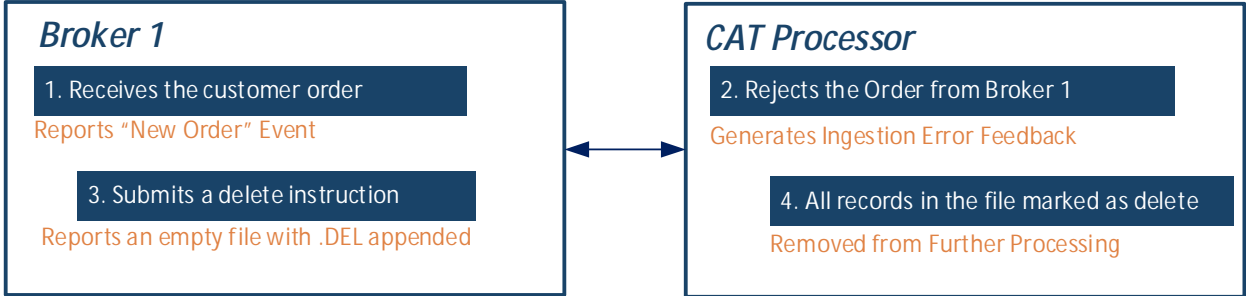 Broker 1
1. Receives the customer order
Reports “New Order” Event
3. Submits a delete instruction
Reports an empty file with .DEL appended
CAT Processor
2. Rejects the Order from Broker 1
Generates Ingestion Error Feedback
4. All records in the file marked as delete
Removed from Further Processing